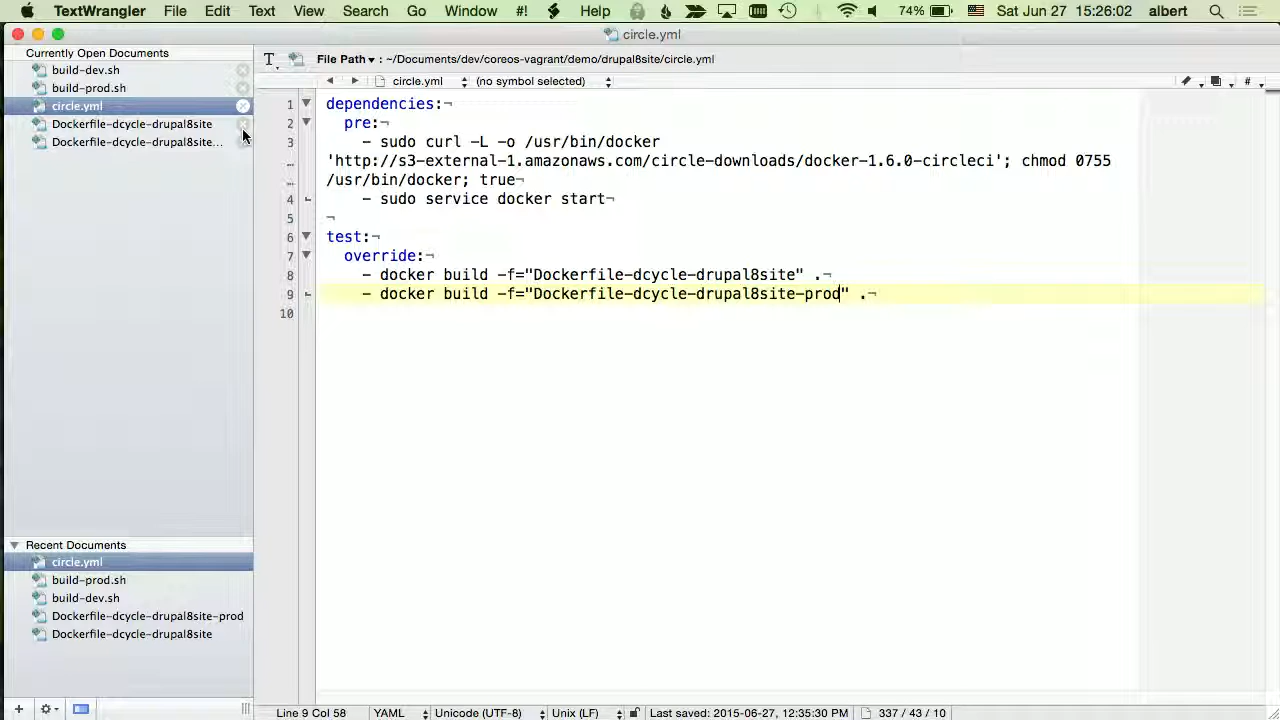 TextWrangler File Edit Text View Search Go Window #! Help 74% Sat Jun 27 15:26:02 albert
circle.yml
Currently Open Documents
build-dev.sh
build-prod.sh
circle.yml
Dockerfile-dcycle-drupal8site
Dockerfile-dcycle-drupal8site...
File Path : ~/Documents/dev/coreos-vagrant/demo/drupal8site/circle.yml
circle.yml (no symbol selected) #
1 dependencies:¬
2 pre:¬
3 - sudo curl -L -o /usr/bin/docker
'http://s3-external-1.amazonaws.com/circle-downloads/docker-1.6.0-circleci'; chmod 0755
/usr/bin/docker; true¬
4 - sudo service docker start¬
5 ¬
6 test:¬
7 override:¬
8 - docker build -f="Dockerfile-dcycle-drupal8site" .¬
9 - docker build -f="Dockerfile-dcycle-drupal8site-prod" .¬
10
Recent Documents
circle.yml
build-prod.sh
build-dev.sh
Dockerfile-dcycle-drupal8site-prod
Dockerfile-dcycle-drupal8site
Line 9 Col 58 YAML Unicode (UTF-8) Unix (LF) Last saved: 2015-06-27, 12:35:30 PM 337 / 43 / 10